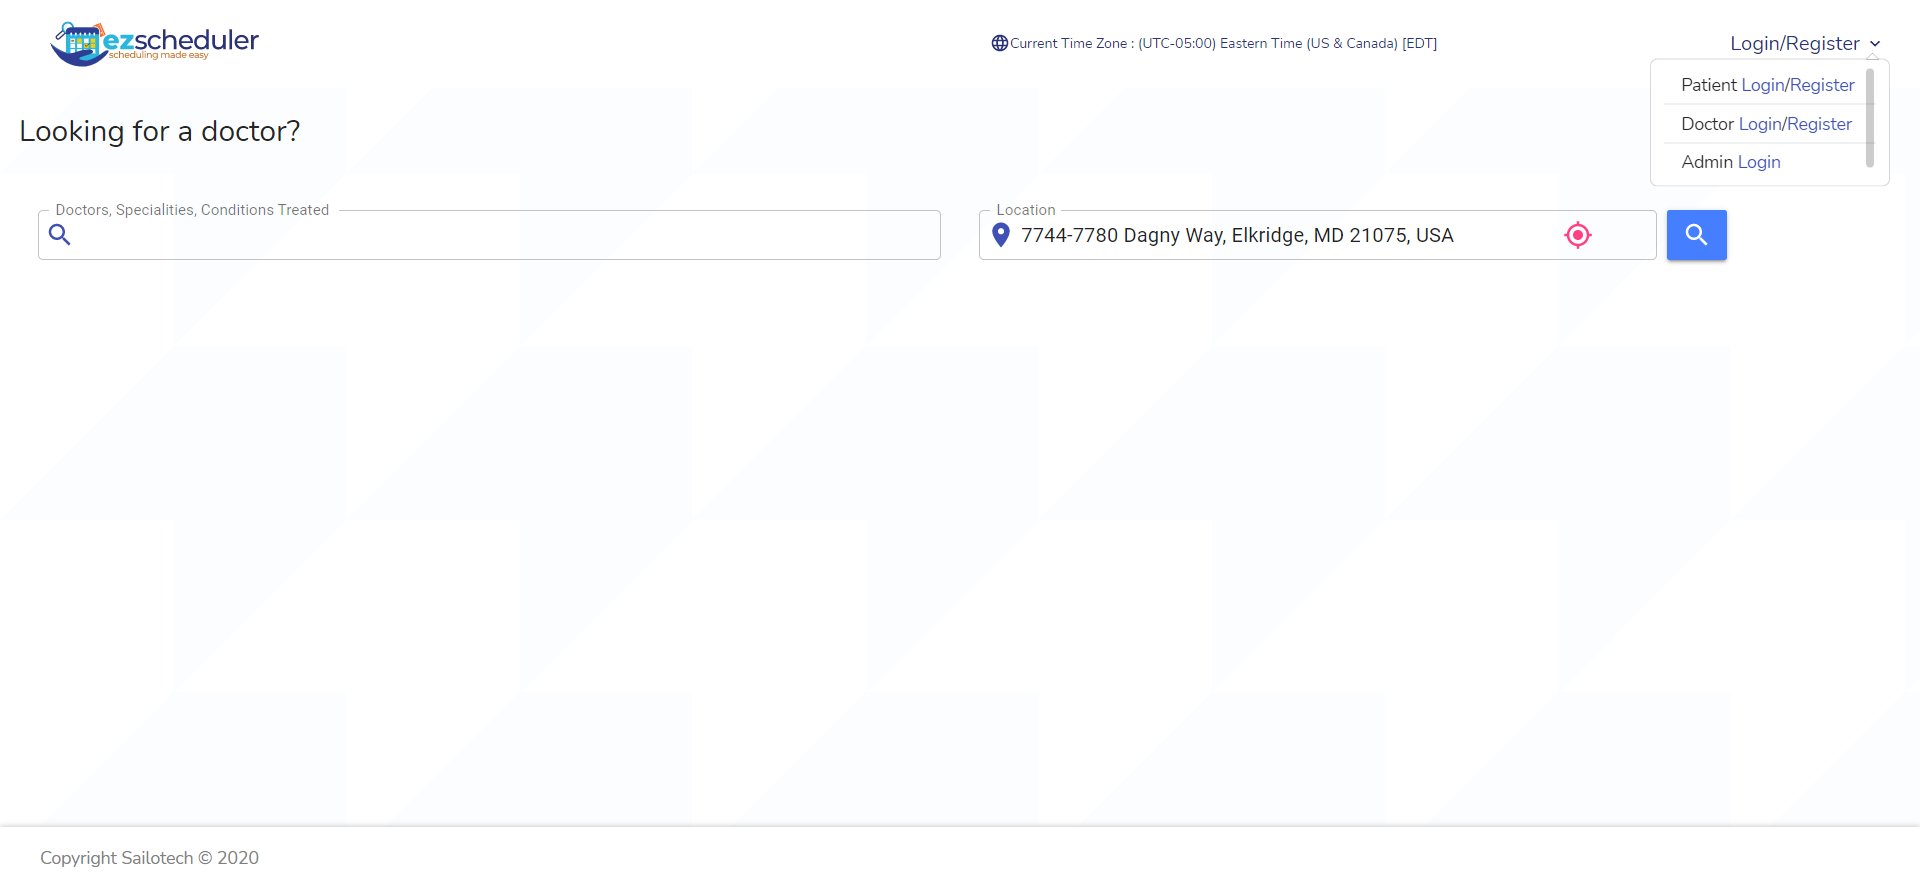 ezscheduler
scheduling made easy
Current Time Zone : (UTC-05:00) Eastern Time (US & Canada) [EDT]
Login/Register
Patient Login/Register
Doctor Login/Register
Admin Login
Looking for a doctor?
Doctors, Specialities, Conditions Treated
Location
7744-7780 Dagny Way, Elkridge, MD 21075, USA
Copyright Sailotech © 2020